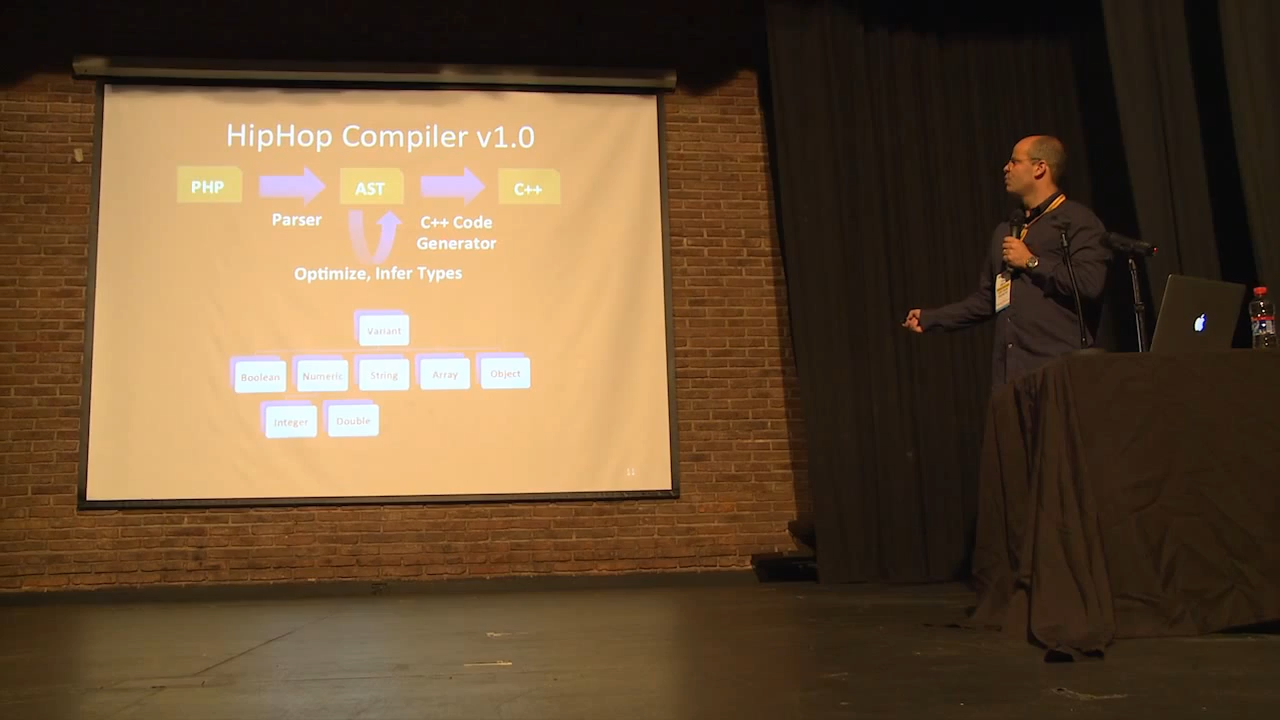 HipHop Compiler v1.0
PHP
AST
C++
Parser
C++ Code
Generator
Optimize, Infer Types
Variant
Boolean
Numeric
String
Array
Object
Integer
Double
11